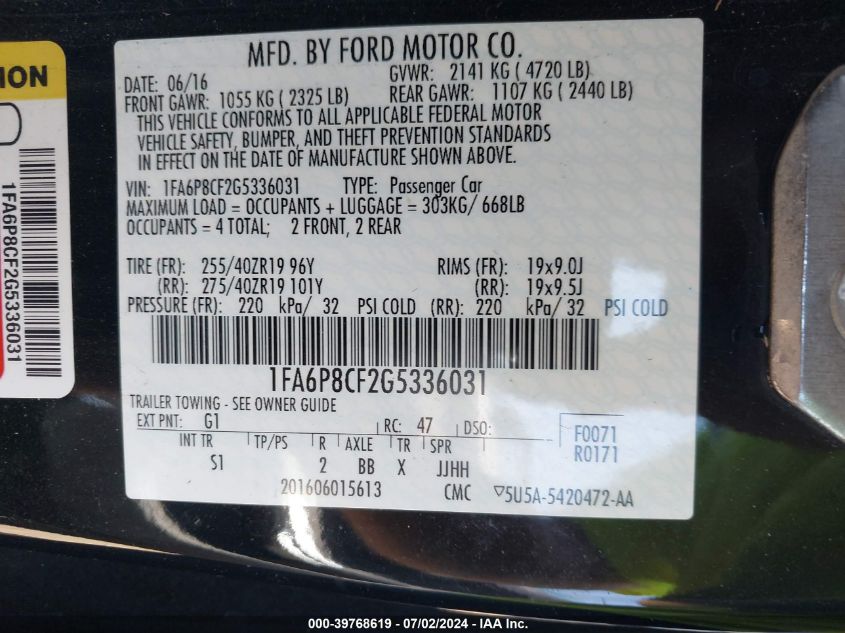 MFD. BY FORD MOTOR CO.
DATE: 06/16 GVWR: 2141 KG ( 4720 LB)
FRONT GAWR: 1055 KG ( 2325 LB) REAR GAWR: 1107 KG ( 2440 LB)
THIS VEHICLE CONFORMS TO ALL APPLICABLE FEDERAL MOTOR
VEHICLE SAFETY, BUMPER, AND THEFT PREVENTION STANDARDS
IN EFFECT ON THE DATE OF MANUFACTURE SHOWN ABOVE.
VIN: 1FA6P8CF2G5336031 TYPE: Passenger Car
MAXIMUM LOAD = OCCUPANTS + LUGGAGE = 303KG/ 668LB
OCCUPANTS = 4 TOTAL; 2 FRONT, 2 REAR
TIRE (FR): 255/40ZR19 96Y RIMS (FR): 19x9.0J
(RR): 275/40ZR19 101Y (RR): 19x9.5J
PRESSURE (FR): 220 kPa/ 32 PSI COLD (RR): 220 kPa/ 32 PSI COLD
1FA6P8CF2G5336031
TRAILER TOWING - SEE OWNER GUIDE
EXT PNT: G1 RC: 47 DSO: F0071
INT TR TP/PS R AXLE TR SPR R0171
S1 2 BB X JJHH
201606015613 CMC ▽5U5A-5420472-AA
ION
1FA6P8CF2G5336031
000-39768619 - 07/02/2024 - IAA Inc.